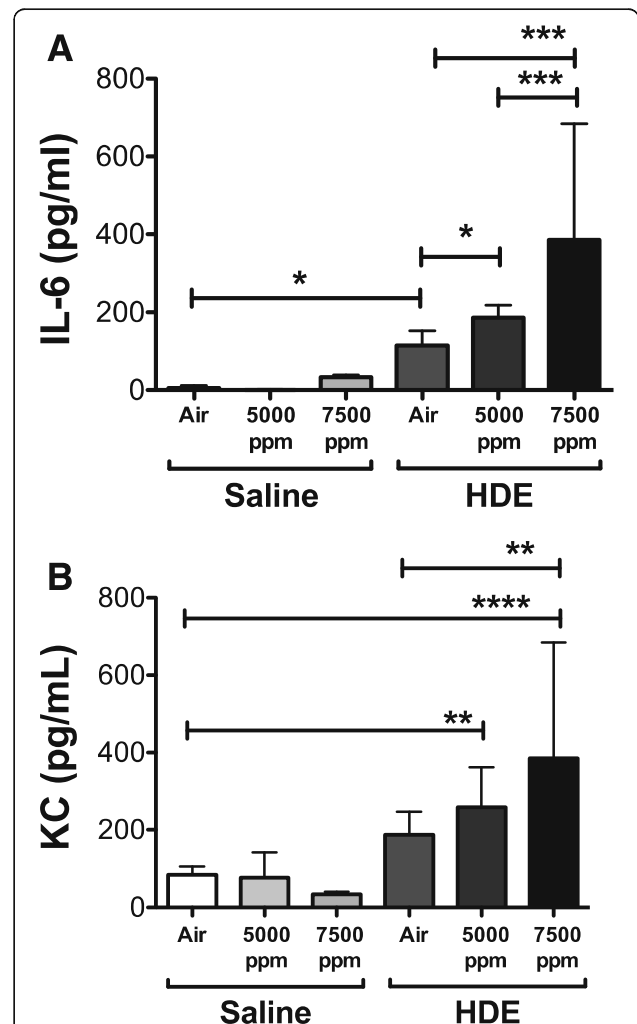 A
***
***
800
600
400
200
0
IL-6 (pg/ml)
*
*
Air 5000 7500 Air 5000 7500
ppm ppm ppm ppm
Saline HDE
B
**
****
**
800
600
400
200
0
KC (pg/mL)
Air 5000 7500 Air 5000 7500
ppm ppm ppm ppm
Saline HDE